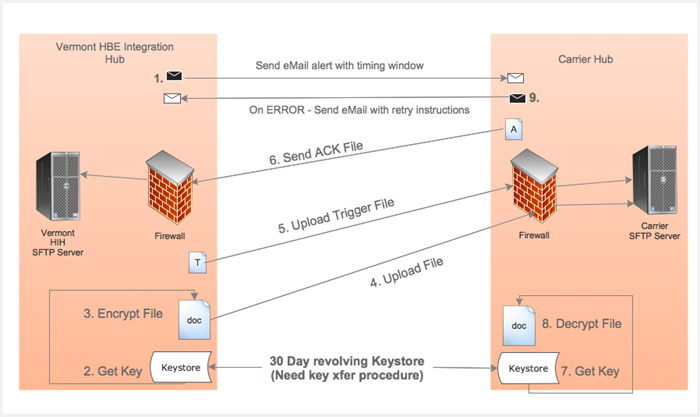 Vermont HBE Integration
Hub
Carrier Hub
1.
Send eMail alert with timing window
9.
On ERROR - Send eMail with retry instructions
A
6. Send ACK File
Vermont
HIH
SFTP Server
Firewall
5. Upload Trigger File
Firewall
Carrier
SFTP Server
T
4. Upload File
3. Encrypt File
doc
doc
8. Decrypt File
2. Get Key
Keystore
30 Day revolving Keystore
(Need key xfer procedure)
Keystore
7. Get Key